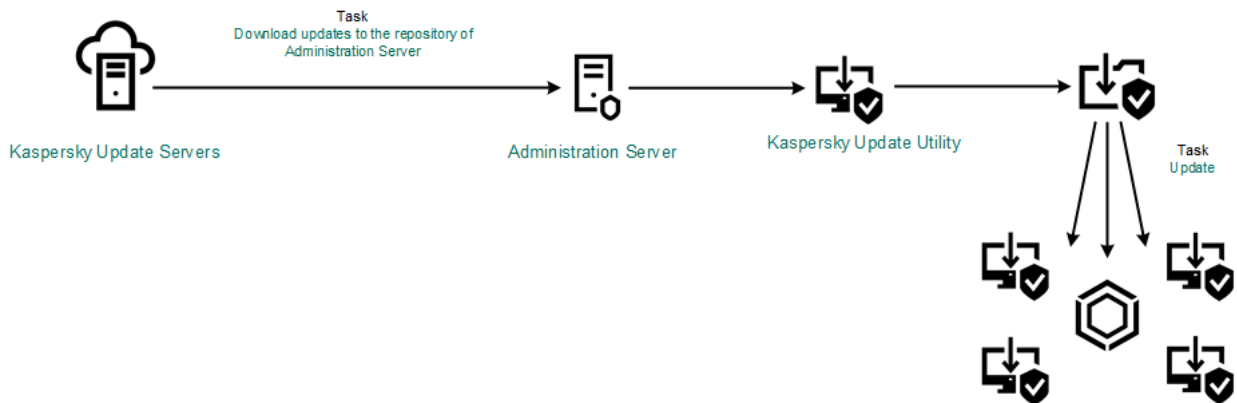 Task
Download updates to the repository of
Administration Server
Kaspersky Update Servers
Administration Server
Kaspersky Update Utility
Task
Update